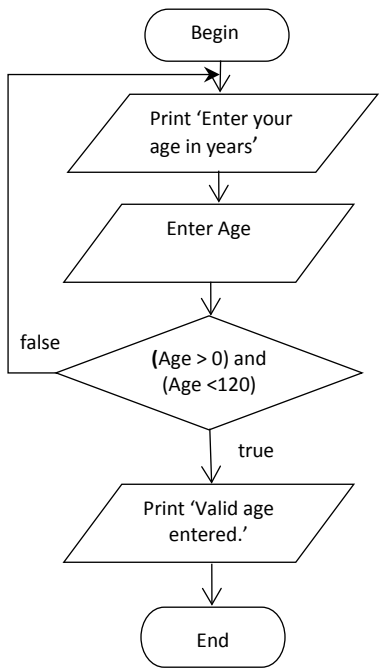 Begin
Print ‘Enter your
age in years’
Enter Age
false
(Age > 0) and
(Age <120)
true
Print ‘Valid age
entered.’
End